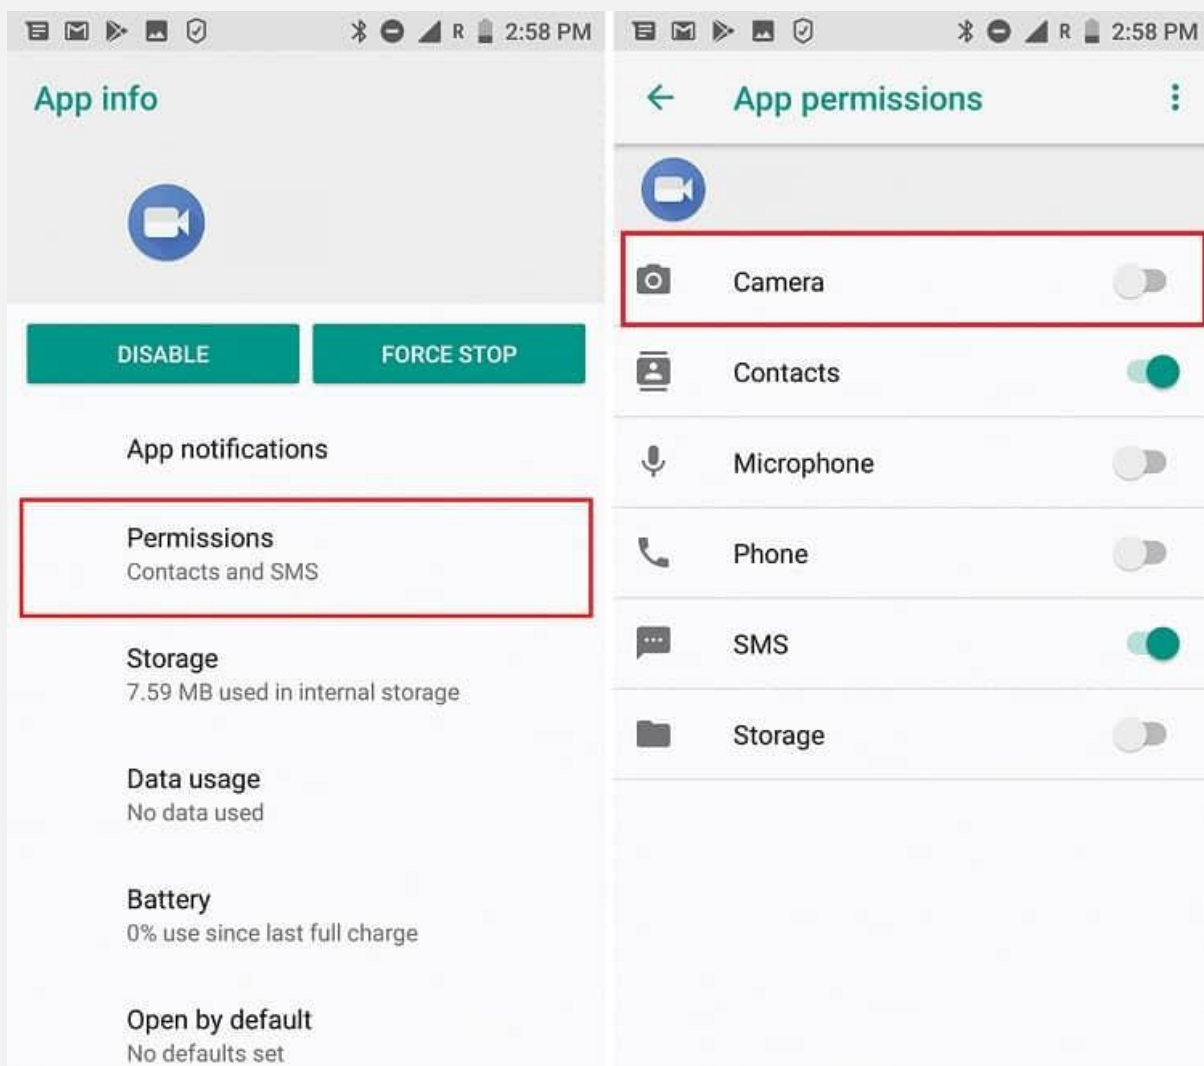 R 2:58 PM
App info
DISABLE
FORCE STOP
App notifications
Permissions
Contacts and SMS
Storage
7.59 MB used in internal storage
Data usage
No data used
Battery
0% use since last full charge
Open by default
No defaults set
R 2:58 PM
App permissions
Camera
Contacts
Microphone
Phone
SMS
Storage